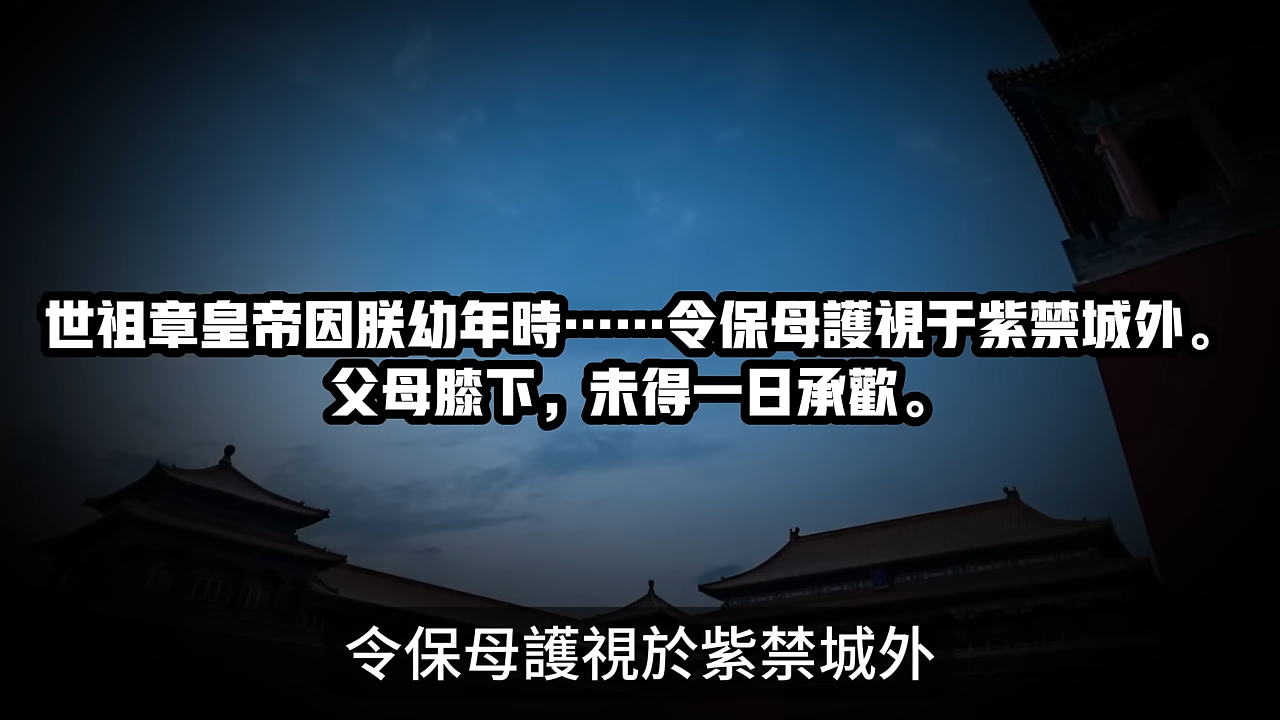 世祖章皇帝因朕幼年時……令保母護視于紫禁城外。
父母膝下，未得一日承歡。
令保母護視於紫禁城外